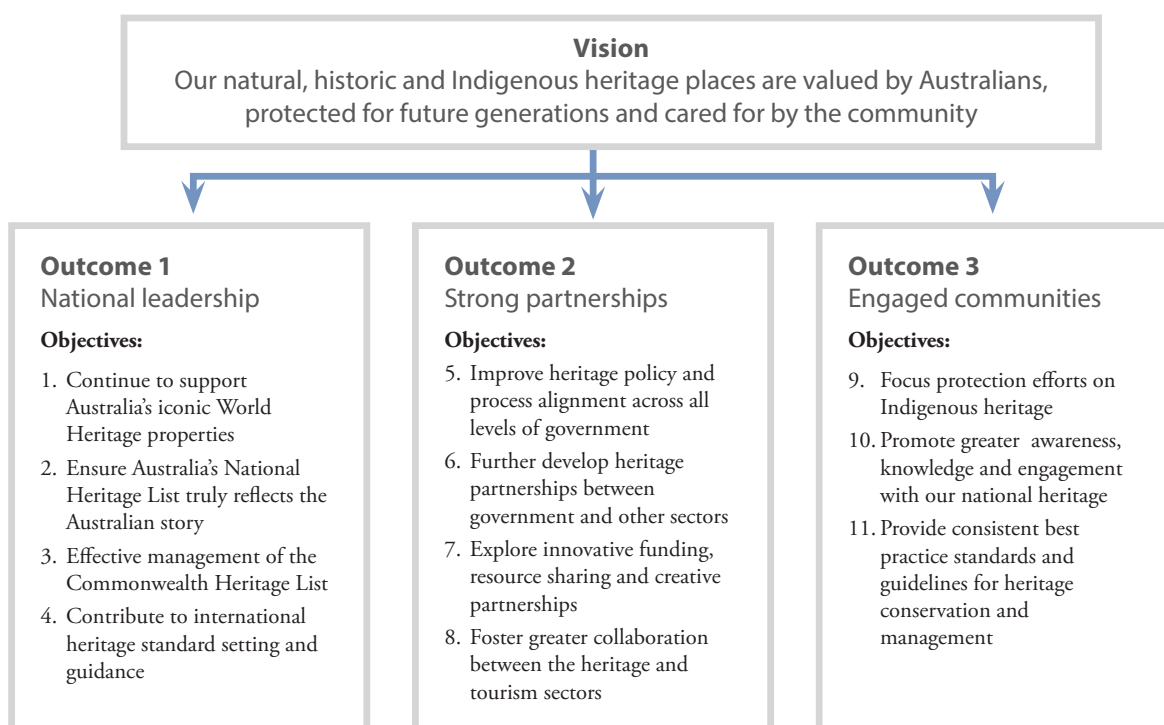 Vision
Our natural, historic and Indigenous heritage places are valued by Australians,
protected for future generations and cared for by the community
Outcome 1
National leadership
Objectives:
1. Continue to support
Australia's iconic World
Heritage properties
2. Ensure Australia's National
Heritage List truly reflects the
Australian story
3. Effective management of the
Commonwealth Heritage List
4. Contribute to international
heritage standard setting and
guidance
Outcome 2
Strong partnerships
Objectives:
5. Improve heritage policy and
process alignment across all
levels of government
6. Further develop heritage
partnerships between
government and other sectors
7. Explore innovative funding,
resource sharing and creative
partnerships
8. Foster greater collaboration
between the heritage and
tourism sectors
Outcome 3
Engaged communities
Objectives:
9. Focus protection efforts on
Indigenous heritage
10. Promote greater awareness,
knowledge and engagement
with our national heritage
11. Provide consistent best
practice standards and
guidelines for heritage
conservation and
management